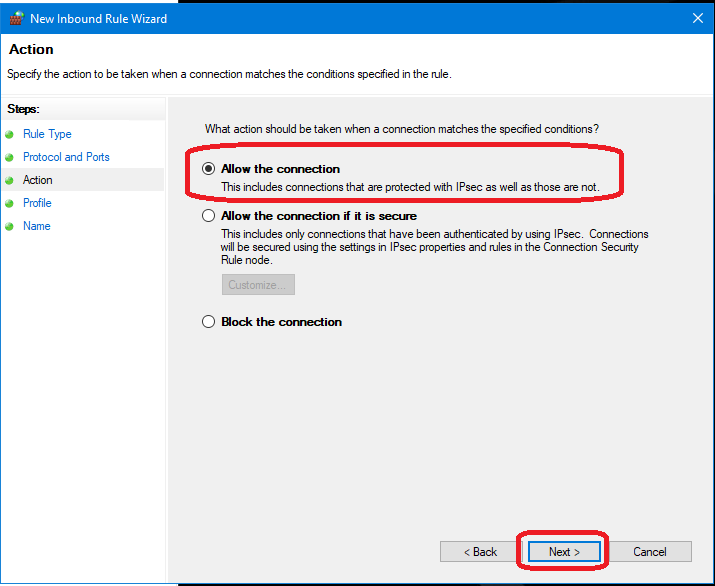 New Inbound Rule Wizard
Action
Specify the action to be taken when a connection matches the conditions specified in the rule.
Steps:
Rule Type
Protocol and Ports
Action
Profile
Name
What action should be taken when a connection matches the specified conditions?
Allow the connection
This includes connections that are protected with IPsec as well as those are not.
Allow the connection if it is secure
This includes only connections that have been authenticated by using IPsec. Connections
will be secured using the settings in IPsec properties and rules in the Connection Security
Rule node.
Customize...
Block the connection
< Back
Next >
Cancel